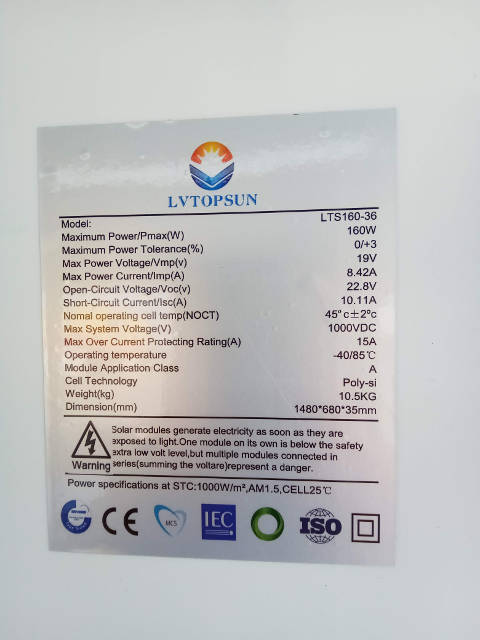 LVTOPSUN
Model: LTS160-36
Maximum Power/Pmax(W) 160W
Maximum Power Tolerance(%) 0/+3
Max Power Voltage/Vmp(v) 19V
Max Power Current/Imp(A) 8.42A
Open-Circuit Voltage/Voc(v) 22.8V
Short-Circuit Current/Isc(A) 10.11A
Nomal operating cell temp(NOCT) 45°c±2°c
Max System Voltage(V) 1000VDC
Max Over Current Protecting Rating(A) 15A
Operating temperature -40/85℃
Module Application Class A
Cell Technology Poly-si
Weight(kg) 10.5KG
Dimension(mm) 1480*680*35mm
Solar modules generate electricity as soon as they are
exposed to light.One module on its own is below the safety
extra low volt level,but multiple modules connected in
series(summing the voltare)represent a danger.
Warning
Power specifications at STC:1000W/m²,AM1.5,CELL25℃
CE MCS IEC ISO